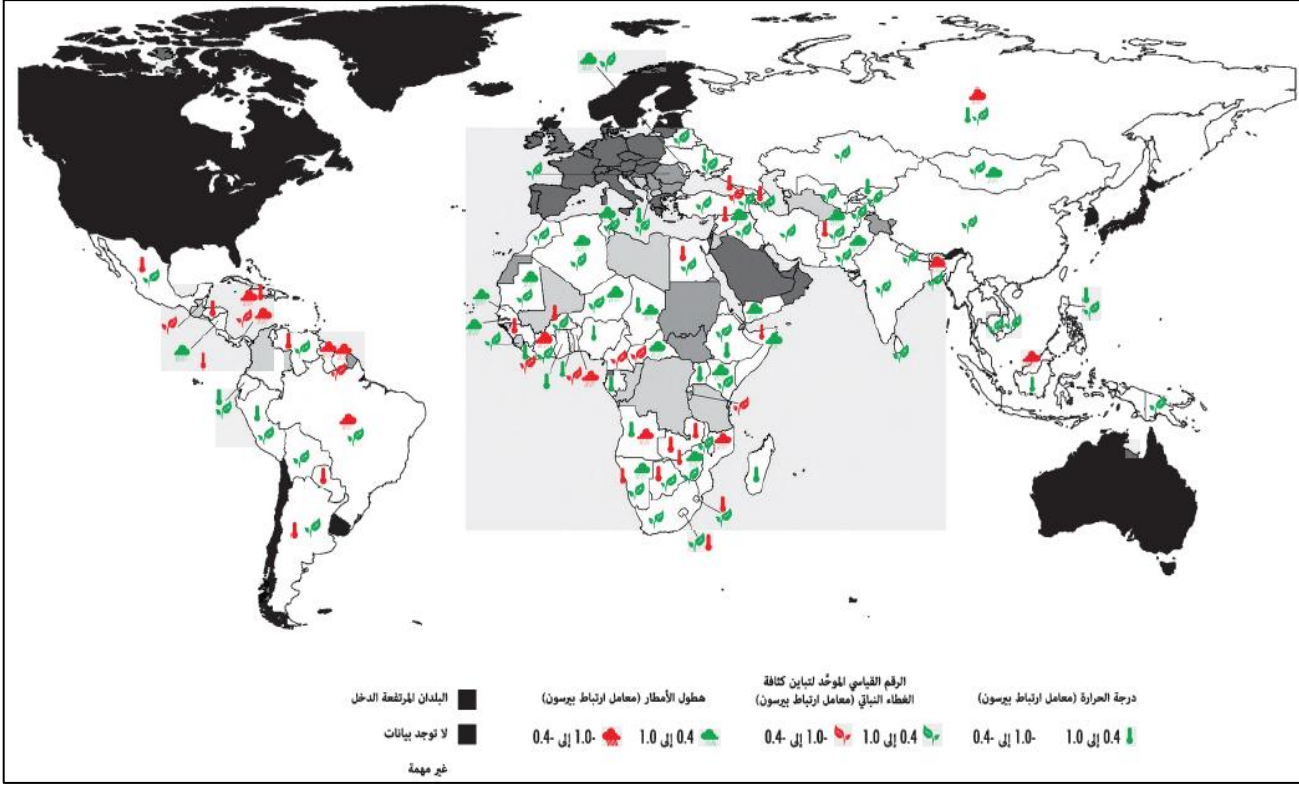 درجة الحرارة (معامل ارتباط بيرسون)
0.4 إلى 1.0
-1.0 إلى -0.4
الرقم القياسي الموحَّد لتباين كثافة
الغطاء النباتي (معامل ارتباط بيرسون)
0.4 إلى 1.0
-1.0 إلى -0.4
هطول الأمطار (معامل ارتباط بيرسون)
0.4 إلى 1.0
-1.0 إلى -0.4
البلدان المرتفعة الدخل
لا توجد بيانات
غير مهمة